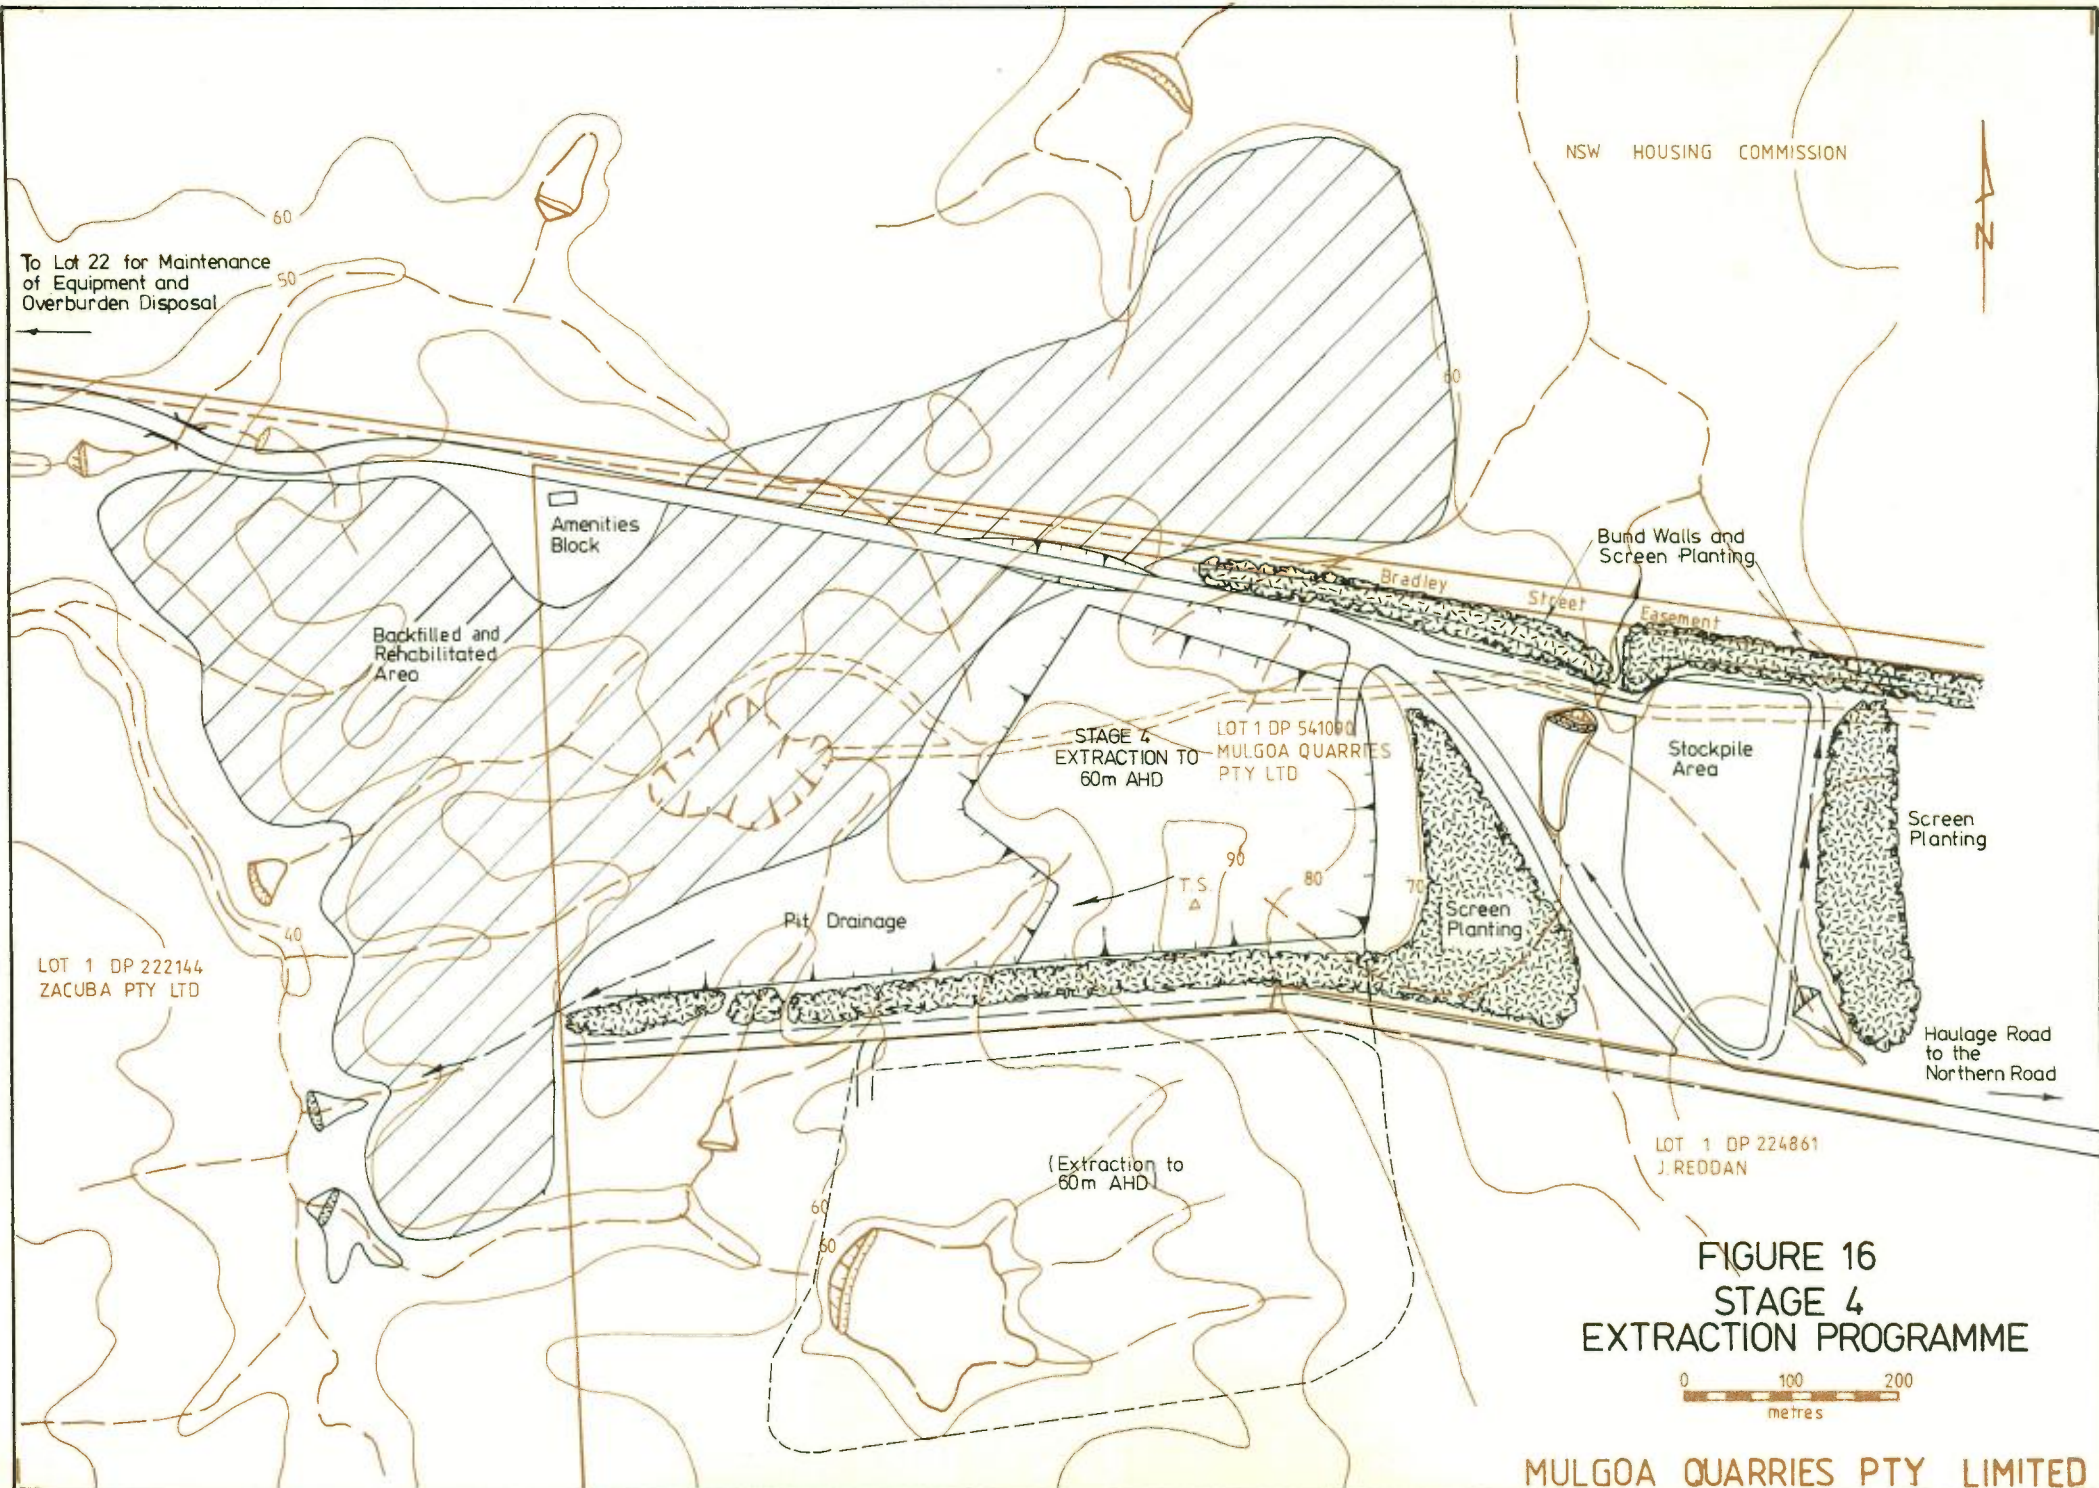 NSW HOUSING COMMISSION
N
60
To Lot 22 for Maintenance
of Equipment and
Overburden Disposal
50
60
Amenities
Block
Bund Walls and
Screen Planting
Bradley Street Easement
Backfilled and
Rehabilitated
Area
STAGE 4
EXTRACTION TO
60m AHD
LOT 1 DP 541090
MULGOA QUARRIES
PTY LTD
Stockpile
Area
Screen
Planting
90
80
70
T.S.
Screen
Planting
Pit Drainage
40
LOT 1 DP 222144
ZACUBA PTY LTD
Haulage Road
to the
Northern Road
LOT 1 DP 224861
J. REDDAN
(Extraction to
60m AHD)
60
60
FIGURE 16
STAGE 4
EXTRACTION PROGRAMME
0 100 200
metres
MULGOA QUARRIES PTY LIMITED